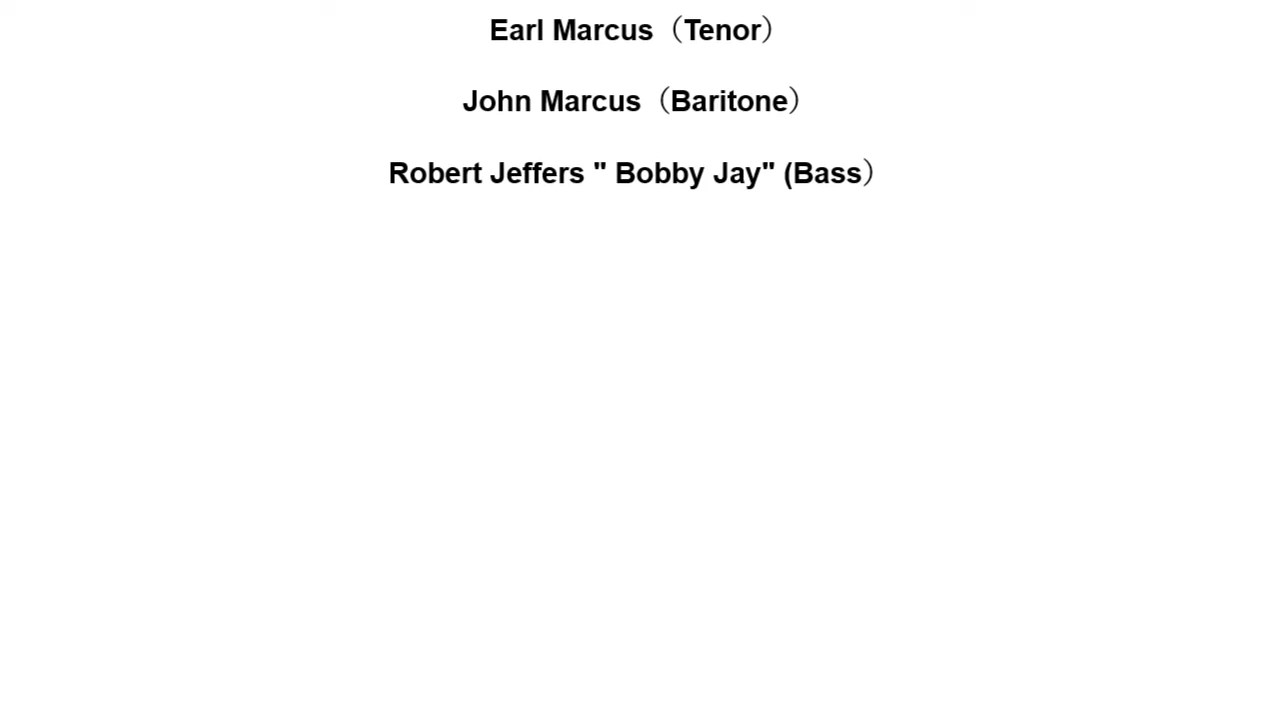 Earl Marcus（Tenor）
John Marcus（Baritone）
Robert Jeffers " Bobby Jay" (Bass）